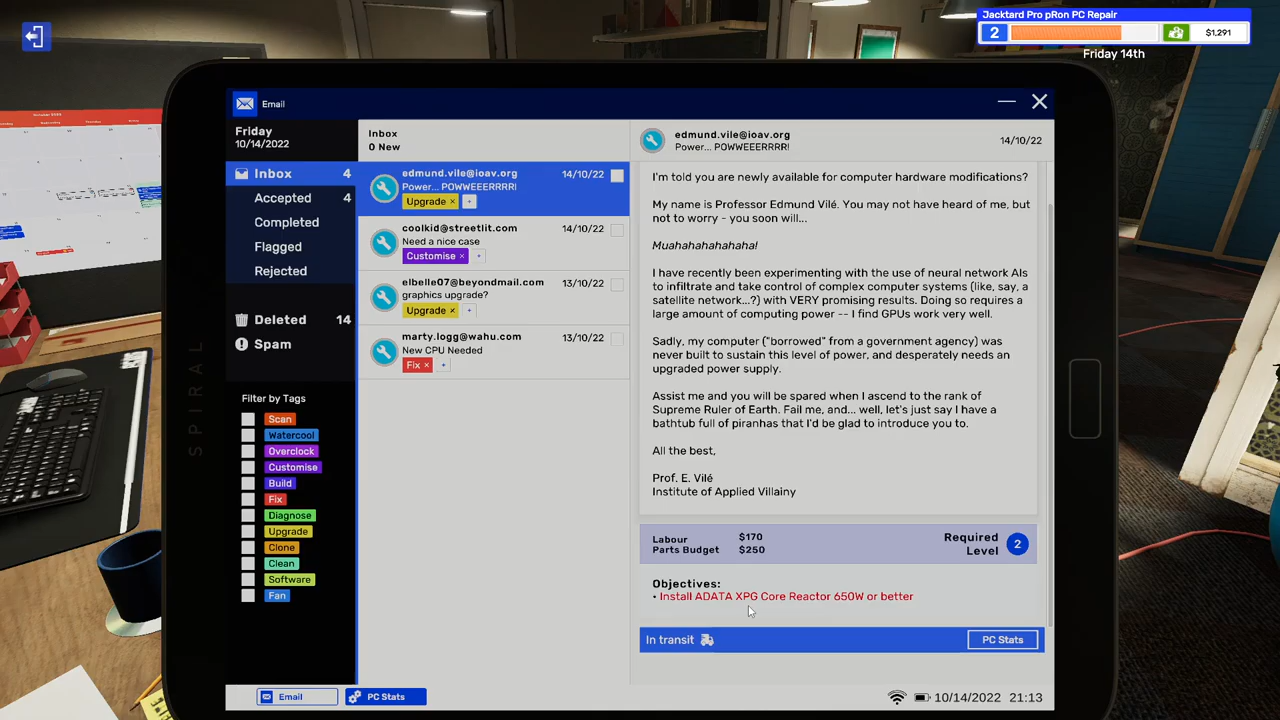 Jacktard Pro pRon PC Repair
2
$1,291
Friday 14th
Email
Friday
10/14/2022
Inbox 4
Accepted 4
Completed
Flagged
Rejected
Deleted 14
Spam
Filter by Tags
Scan
Watercool
Overclock
Customise
Build
Fix
Diagnose
Upgrade
Clone
Clean
Software
Fan
SPIRAL
Inbox
0 New
edmund.vile@ioav.org 14/10/22
Power... POWWEEERRRR!
Upgrade × +
coolkid@streetlit.com 14/10/22
Need a nice case
Customise × +
elbelle07@beyondmail.com 13/10/22
graphics upgrade?
Upgrade × +
marty.logg@wahu.com 13/10/22
New CPU Needed
Fix × +
edmund.vile@ioav.org 14/10/22
Power... POWWEEERRRR!
I'm told you are newly available for computer hardware modifications?
My name is Professor Edmund Vilé. You may not have heard of me, but
not to worry - you soon will...
Muahahahahahaha!
I have recently been experimenting with the use of neural network AIs
to infiltrate and take control of complex computer systems (like, say, a
satellite network...?) with VERY promising results. Doing so requires a
large amount of computing power -- I find GPUs work very well.
Sadly, my computer ("borrowed" from a government agency) was
never built to sustain this level of power, and desperately needs an
upgraded power supply.
Assist me and you will be spared when I ascend to the rank of
Supreme Ruler of Earth. Fail me, and... well, let's just say I have a
bathtub full of piranhas that I'd be glad to introduce you to.
All the best,
Prof. E. Vilé
Institute of Applied Villainy
Labour $170
Parts Budget $250
Required
Level 2
Objectives:
• Install ADATA XPG Core Reactor 650W or better
In transit
PC Stats
Email
PC Stats
10/14/2022 21:13